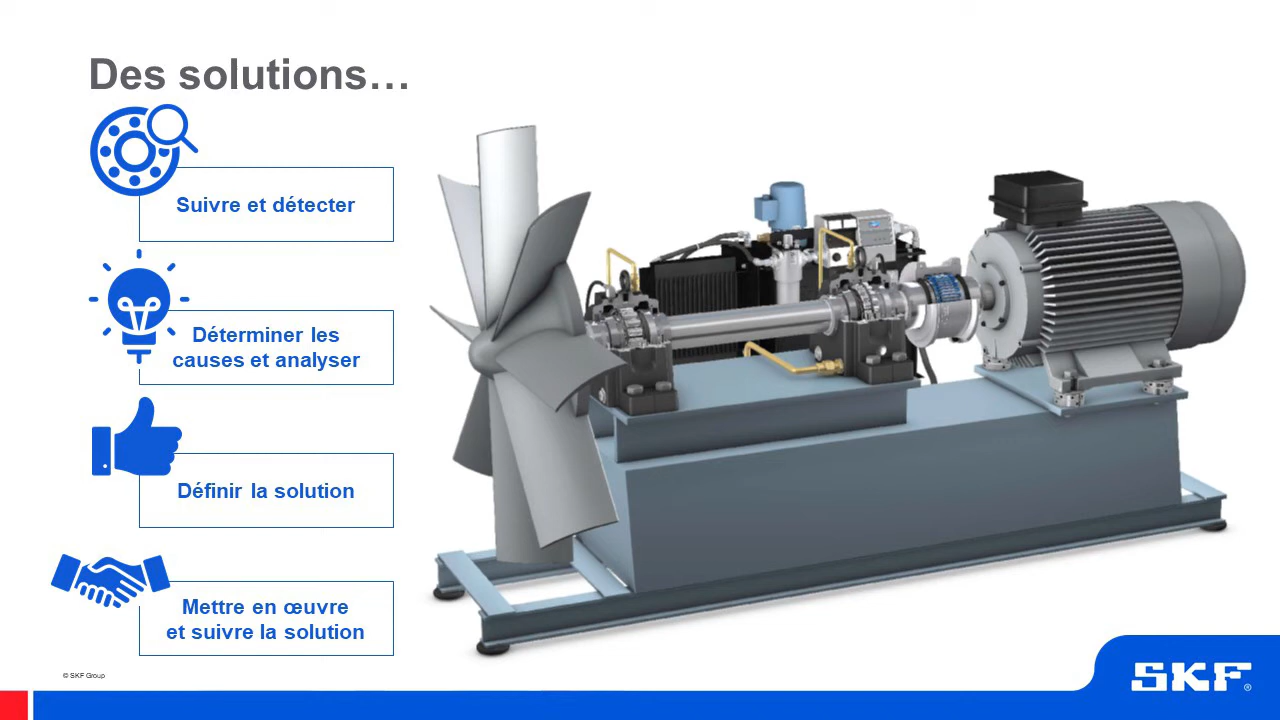 Des solutions…
Suivre et détecter
Déterminer les
causes et analyser
Définir la solution
Mettre en œuvre
et suivre la solution
© SKF Group
SKF®